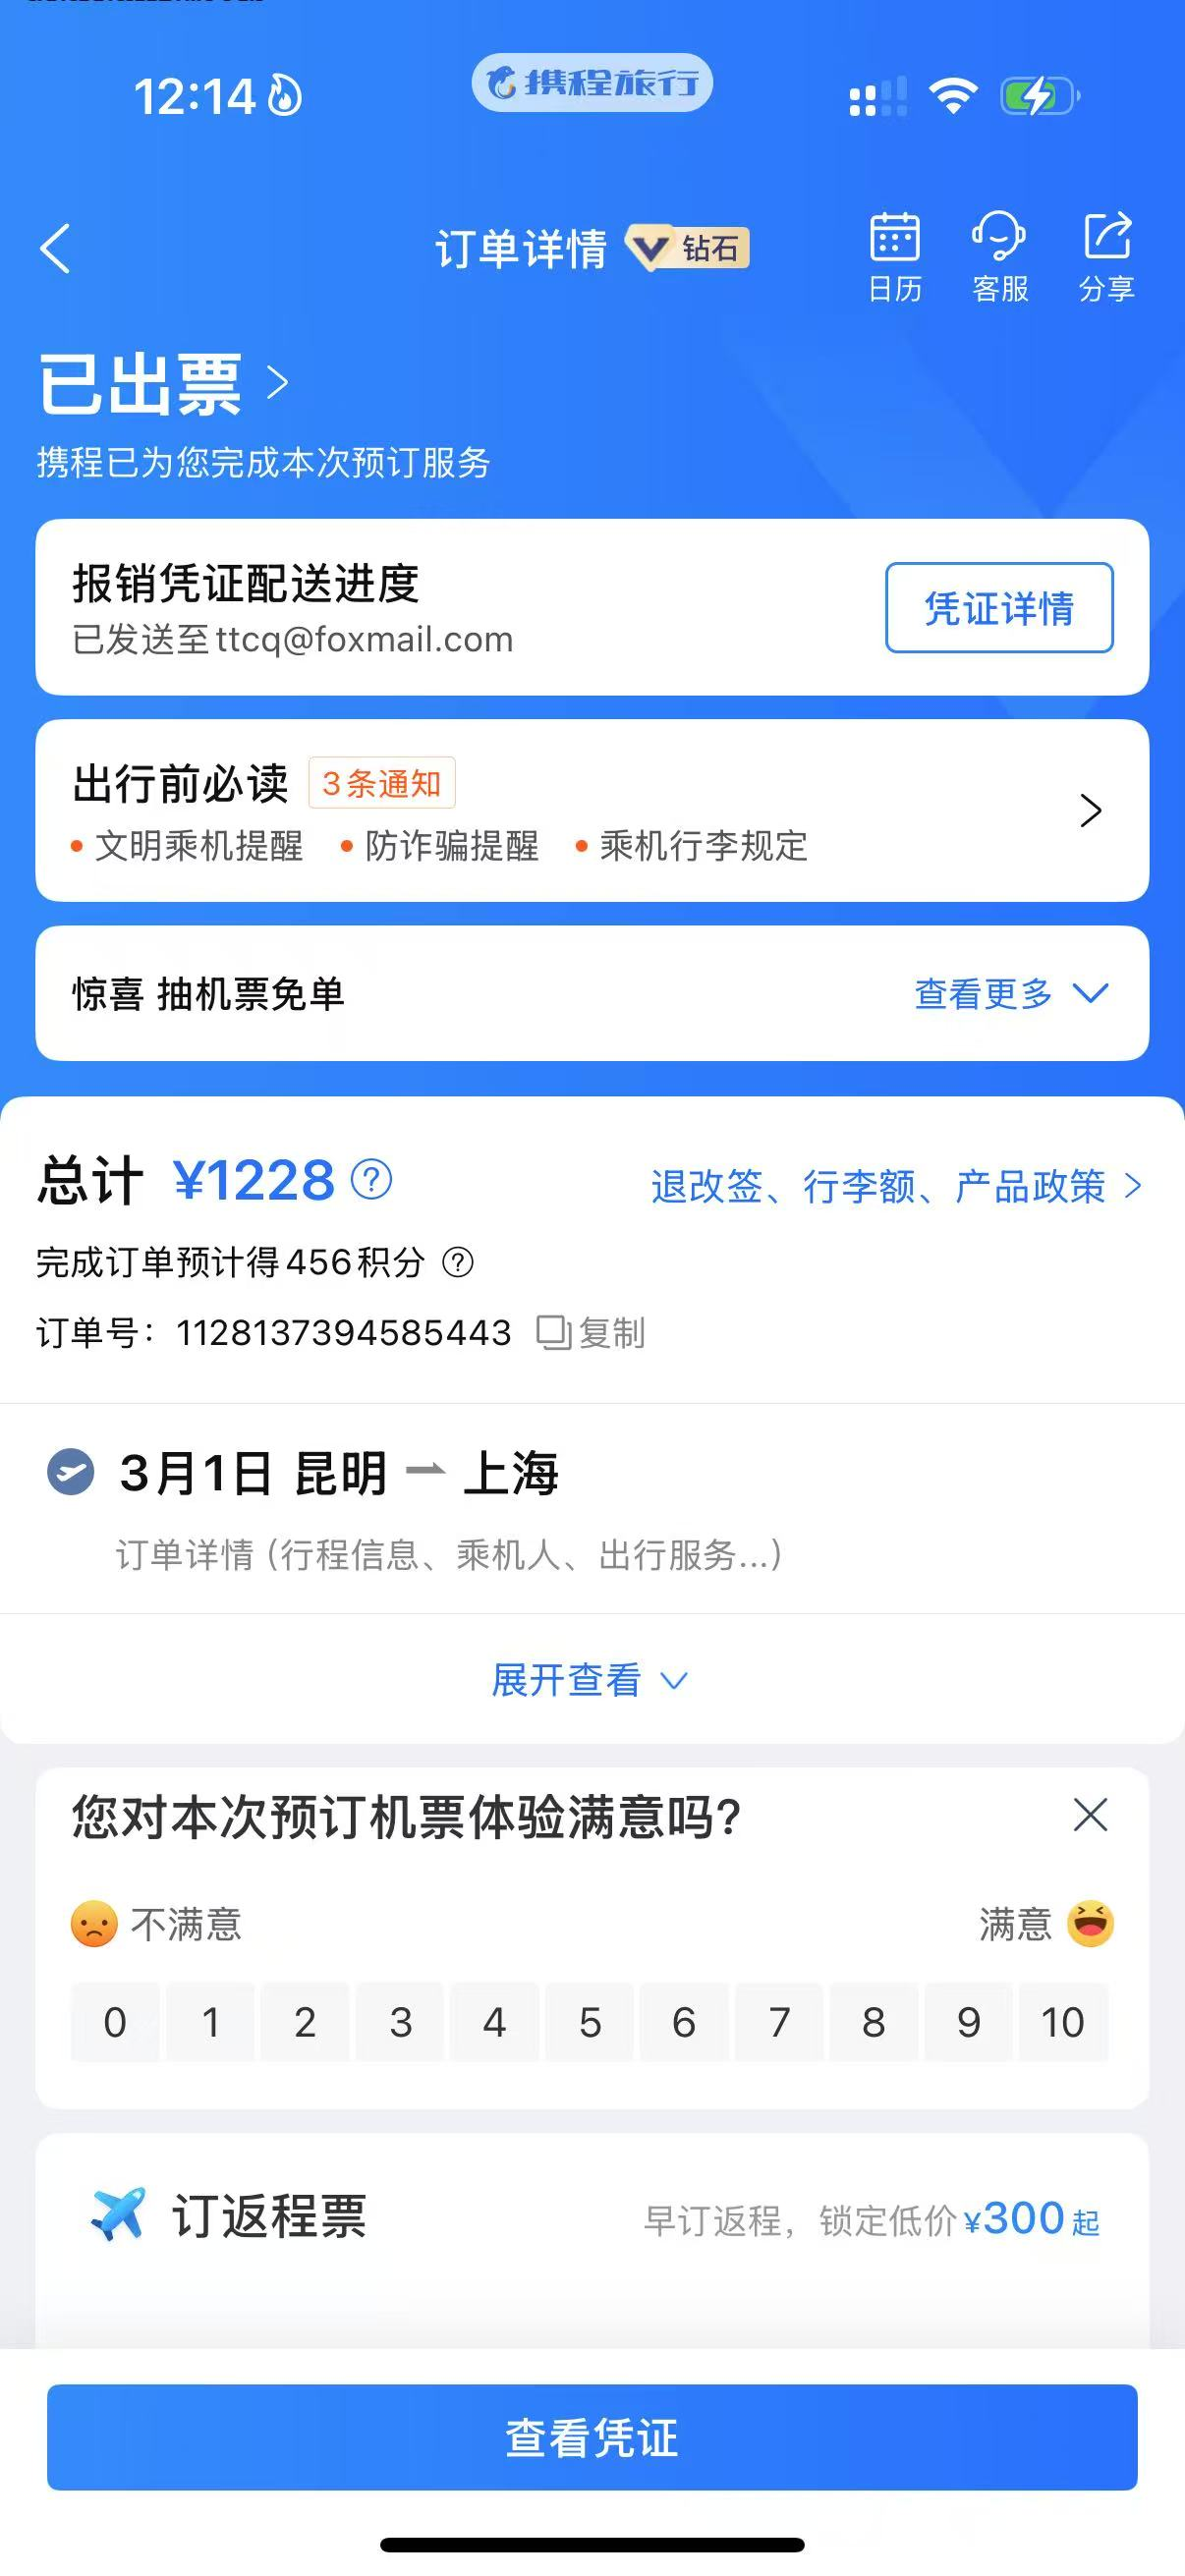 12:14
携程旅行
订单详情 钻石
日历 客服 分享
已出票
携程已为您完成本次预订服务
报销凭证配送进度
已发送至ttcq@foxmail.com
凭证详情
出行前必读 3条通知
文明乘机提醒 防诈骗提醒 乘机行李规定
惊喜 抽机票免单 查看更多
总计 ¥1228 ? 退改签、行李额、产品政策
完成订单预计得456积分 ?
订单号：1128137394585443 复制
3月1日 昆明 上海
订单详情 (行程信息、乘机人、出行服务...)
展开查看
您对本次预订机票体验满意吗?
不满意 满意
0 1 2 3 4 5 6 7 8 9 10
订返程票 早订返程，锁定低价¥300起
查看凭证